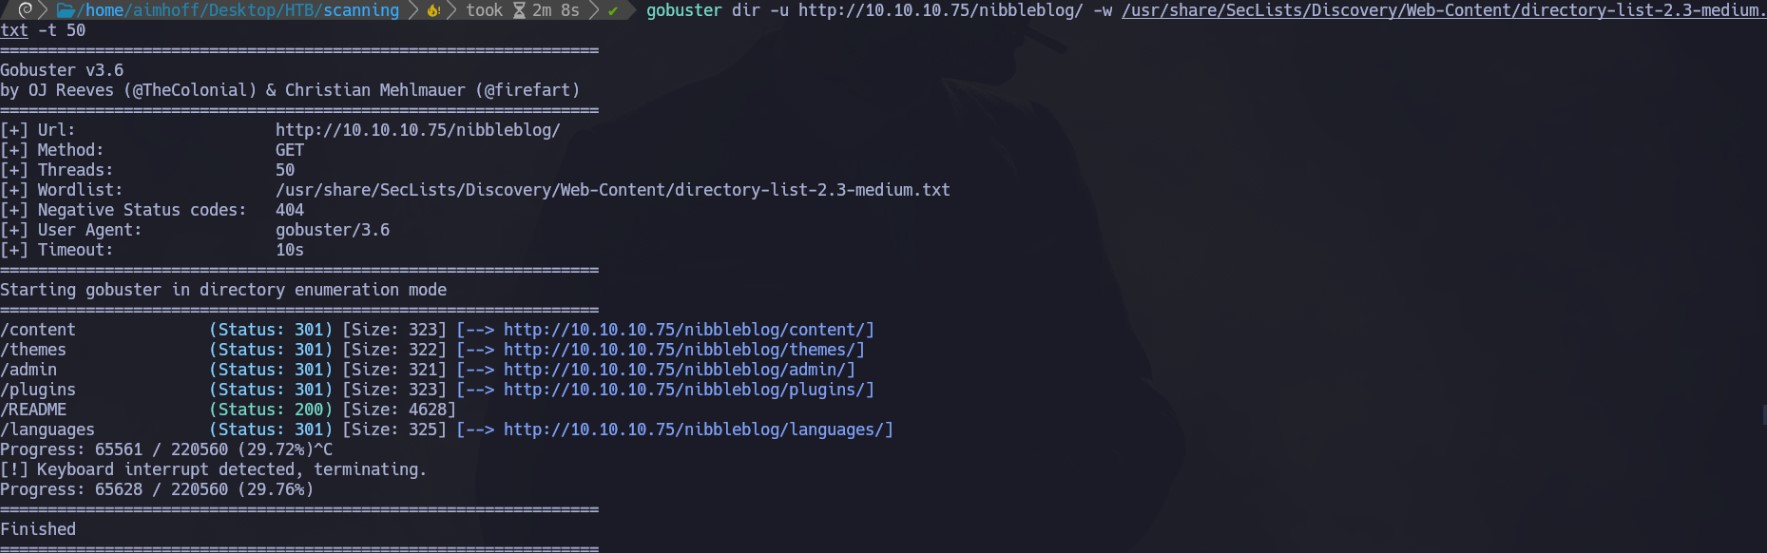 /home/aimhoff/Desktop/HTB/scanning took 2m 8s ✔ gobuster dir -u http://10.10.10.75/nibbleblog/ -w /usr/share/SecLists/Discovery/Web-Content/directory-list-2.3-medium.
txt -t 50
===============================================================
Gobuster v3.6
by OJ Reeves (@TheColonial) & Christian Mehlmauer (@firefart)
===============================================================
[+] Url:                     http://10.10.10.75/nibbleblog/
[+] Method:                  GET
[+] Threads:                 50
[+] Wordlist:                /usr/share/SecLists/Discovery/Web-Content/directory-list-2.3-medium.txt
[+] Negative Status codes:   404
[+] User Agent:              gobuster/3.6
[+] Timeout:                 10s
===============================================================
Starting gobuster in directory enumeration mode
===============================================================
/content              (Status: 301) [Size: 323] [--> http://10.10.10.75/nibbleblog/content/]
/themes               (Status: 301) [Size: 322] [--> http://10.10.10.75/nibbleblog/themes/]
/admin                (Status: 301) [Size: 321] [--> http://10.10.10.75/nibbleblog/admin/]
/plugins              (Status: 301) [Size: 323] [--> http://10.10.10.75/nibbleblog/plugins/]
/README               (Status: 200) [Size: 4628]
/languages            (Status: 301) [Size: 325] [--> http://10.10.10.75/nibbleblog/languages/]
Progress: 65561 / 220560 (29.72%)^C
[!] Keyboard interrupt detected, terminating.
Progress: 65628 / 220560 (29.76%)
===============================================================
Finished
===============================================================